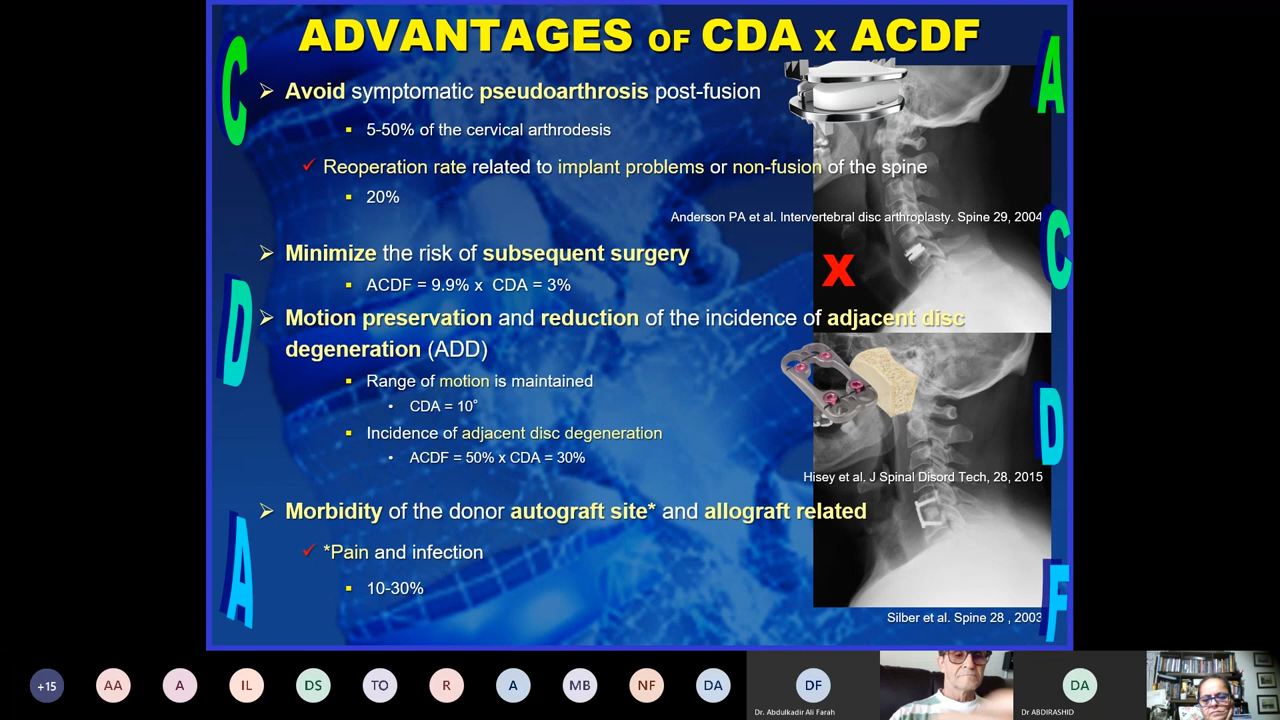 ADVANTAGES OF CDA X ACDF
C
D
A
A
C
D
F
➢ Avoid symptomatic pseudoarthrosis post-fusion
▪ 5-50% of the cervical arthrodesis
✓ Reoperation rate related to implant problems or non-fusion of the spine
▪ 20%
Anderson PA et al. Intervertebral disc arthroplasty. Spine 29, 2004
➢ Minimize the risk of subsequent surgery
▪ ACDF = 9.9% x CDA = 3%
X
➢ Motion preservation and reduction of the incidence of adjacent disc
degeneration (ADD)
▪ Range of motion is maintained
• CDA = 10°
▪ Incidence of adjacent disc degeneration
• ACDF = 50% x CDA = 30%
Hisey et al. J Spinal Disord Tech, 28, 2015
➢ Morbidity of the donor autograft site* and allograft related
✓ *Pain and infection
▪ 10-30%
Silber et al. Spine 28 , 2003
+15 AA A IL DS TO R A MB NF DA DF DA
Dr. Abdulkadir Ali Farah
Dr ABDIRASHID